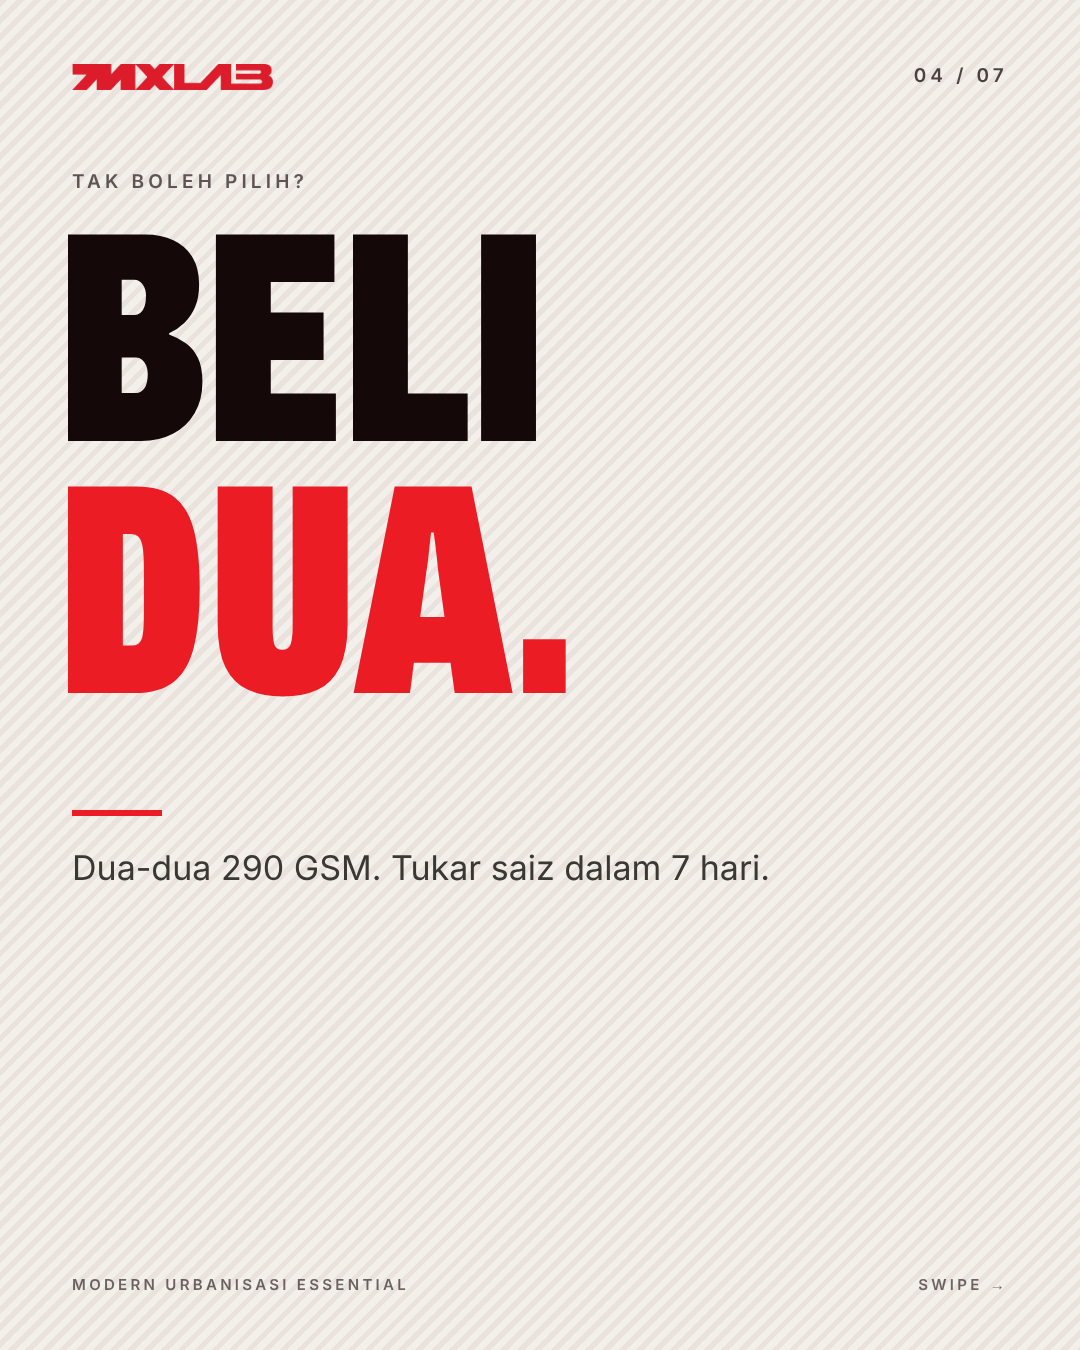 7MXLAB
04 / 07
TAK BOLEH PILIH?
BELI
DUA.
Dua-dua 290 GSM. Tukar saiz dalam 7 hari.
MODERN URBANISASI ESSENTIAL
SWIPE →